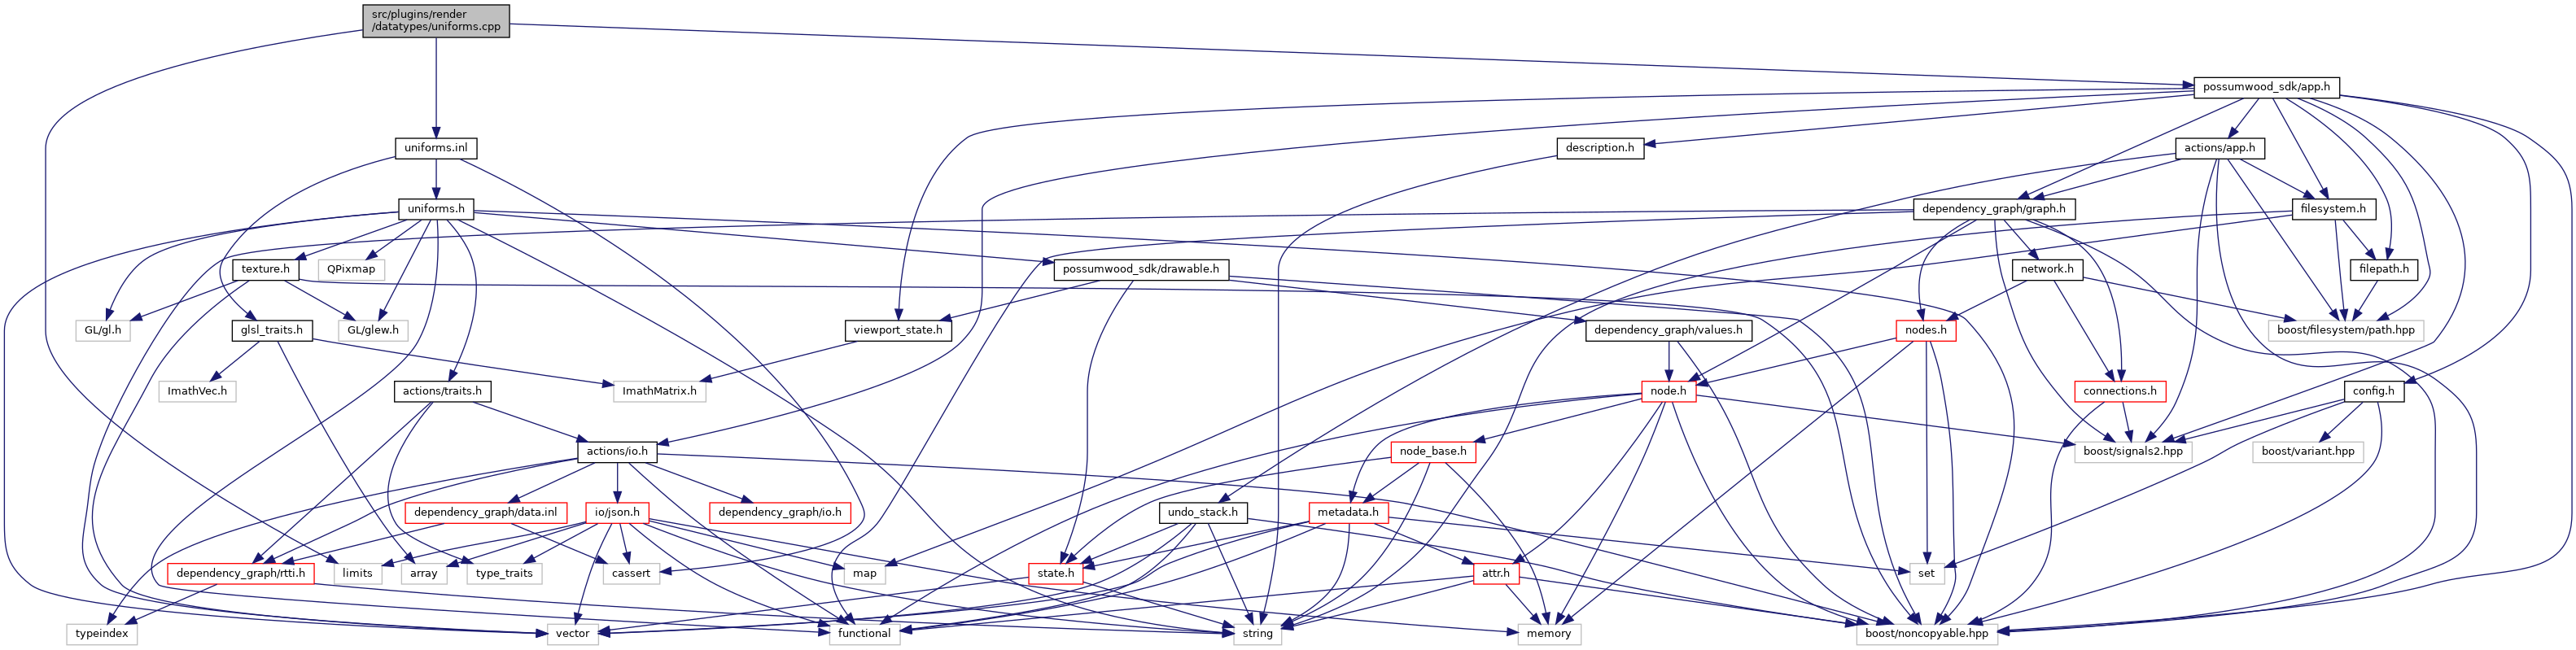 src/plugins/render
/datatypes/uniforms.cpp
possumwood_sdk/app.h
uniforms.inl
description.h
actions/app.h
uniforms.h
dependency_graph/graph.h
filesystem.h
texture.h
QPixmap
possumwood_sdk/drawable.h
network.h
filepath.h
GL/gl.h
glsl_traits.h
GL/glew.h
viewport_state.h
dependency_graph/values.h
nodes.h
boost/filesystem/path.hpp
ImathVec.h
actions/traits.h
ImathMatrix.h
node.h
connections.h
config.h
actions/io.h
node_base.h
boost/signals2.hpp
boost/variant.hpp
dependency_graph/data.inl
io/json.h
dependency_graph/io.h
undo_stack.h
metadata.h
dependency_graph/rtti.h
limits
array
type_traits
cassert
map
state.h
attr.h
set
typeindex
vector
functional
string
memory
boost/noncopyable.hpp